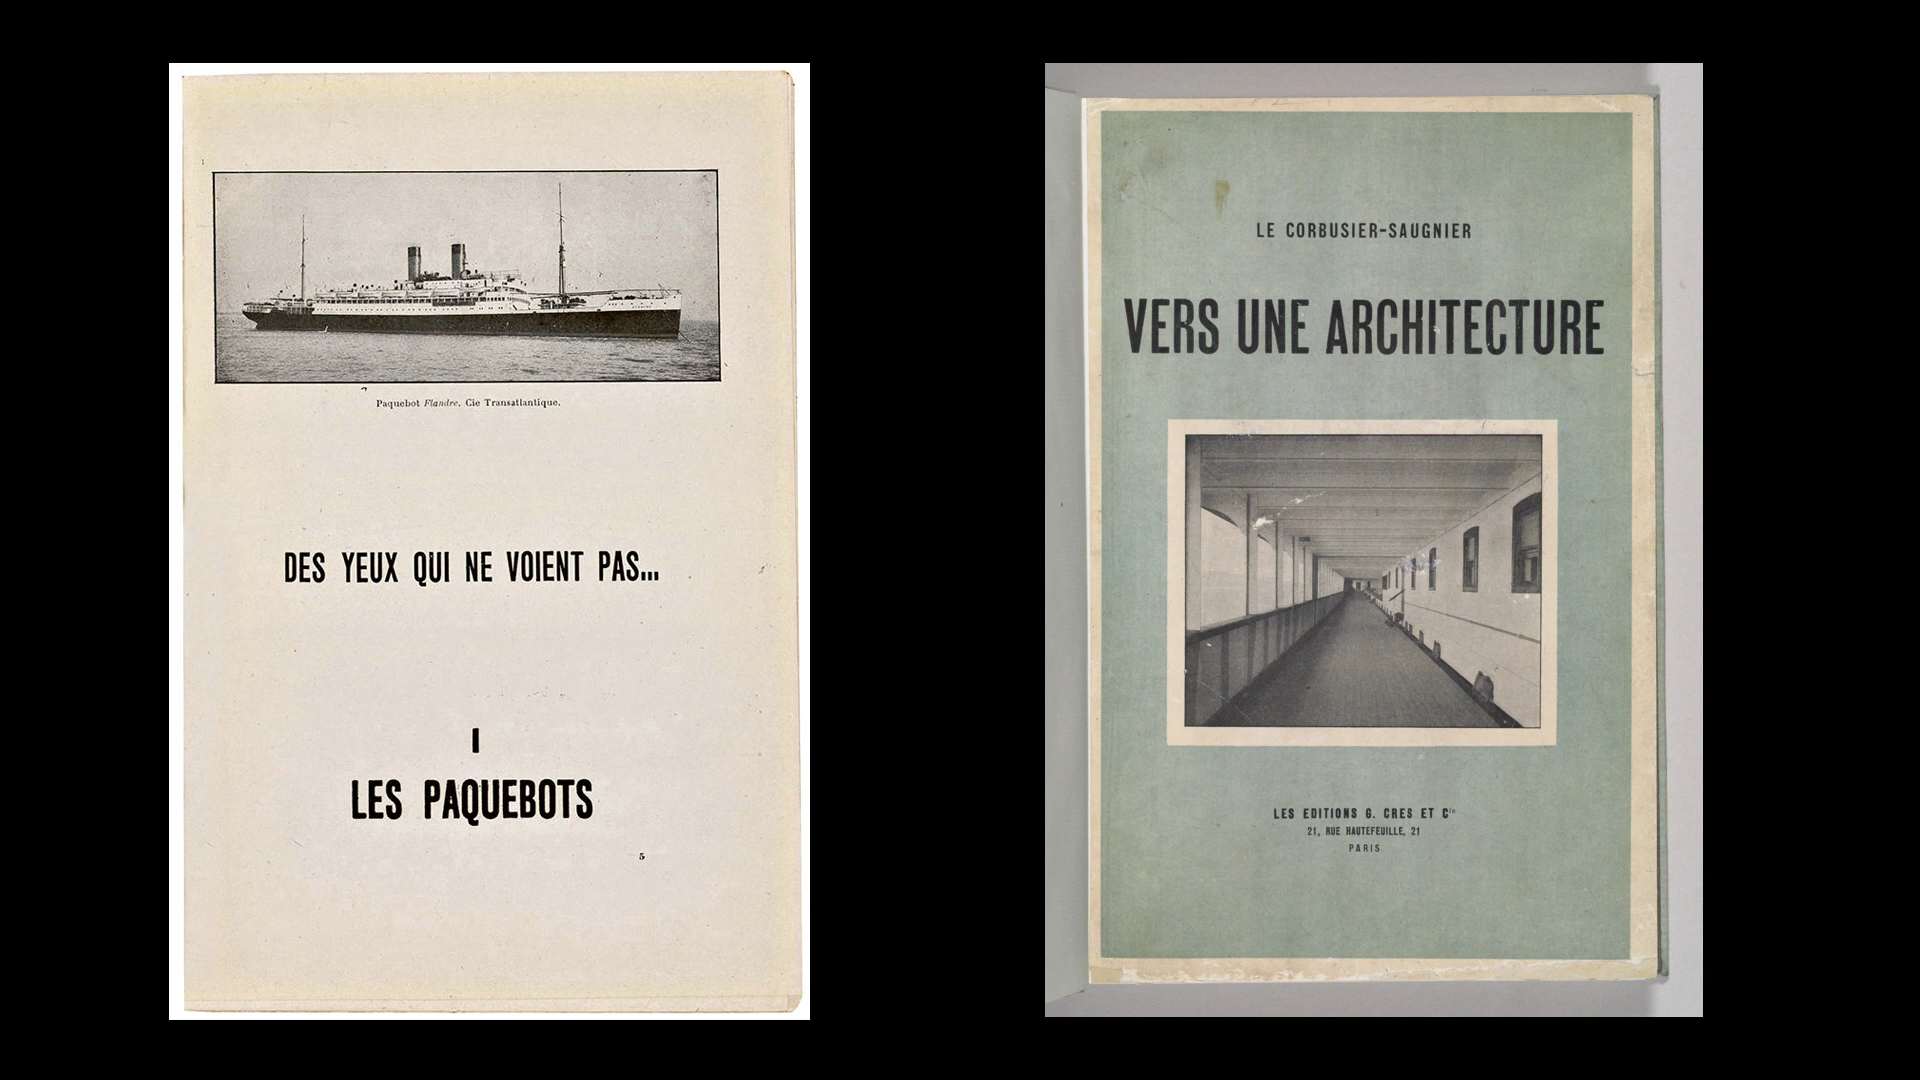 Paquebot Flandre. Cie Transatlantique.
DES YEUX QUI NE VOIENT PAS...
I
LES PAQUEBOTS
5
LE CORBUSIER-SAUGNIER
VERS UNE ARCHITECTURE
LES EDITIONS G. CRES ET Cie
21, RUE HAUTEFEUILLE, 21
PARIS